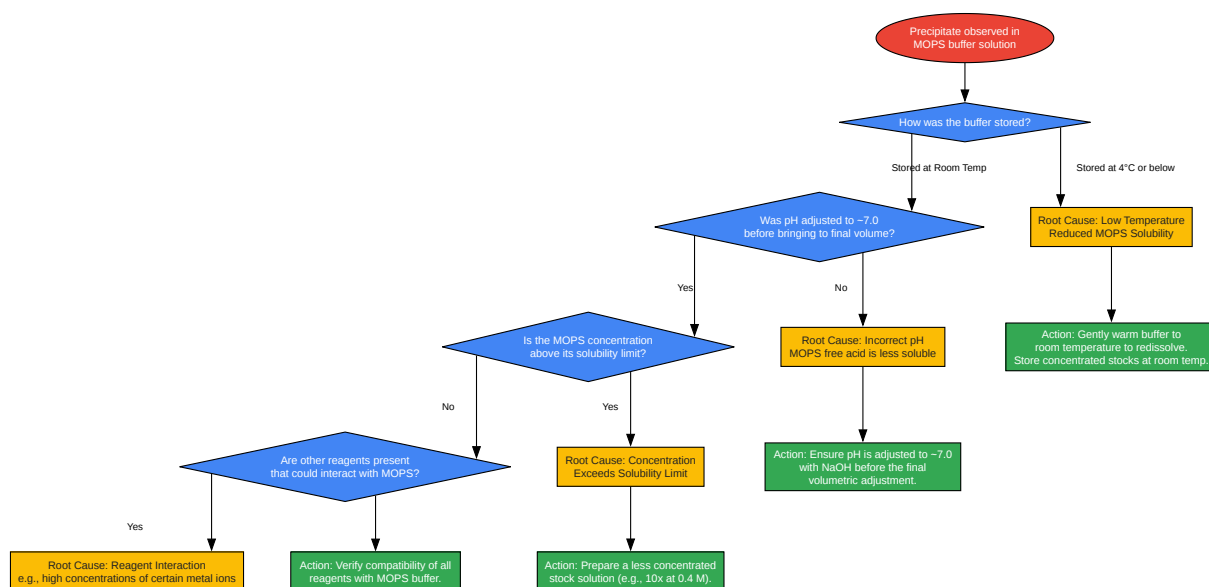 Precipitate observed in
MOPS buffer solution
How was the buffer stored?
Stored at Room Temp
Stored at 4°C or below
Was pH adjusted to ~7.0
before bringing to final volume?
Root Cause: Low Temperature
Reduced MOPS Solubility
Yes
No
Is the MOPS concentration
above its solubility limit?
Root Cause: Incorrect pH
MOPS free acid is less soluble
Action: Gently warm buffer to
room temperature to redissolve.
Store concentrated stocks at room temp.
No
Yes
Are other reagents present
that could interact with MOPS?
Root Cause: Concentration
Exceeds Solubility Limit
Action: Ensure pH is adjusted to ~7.0
with NaOH before the final
volumetric adjustment.
Yes
Root Cause: Reagent Interaction
e.g., high concentrations of certain metal ions
Action: Verify compatibility of all
reagents with MOPS buffer.
Action: Prepare a less concentrated
stock solution (e.g., 10x at 0.4 M).